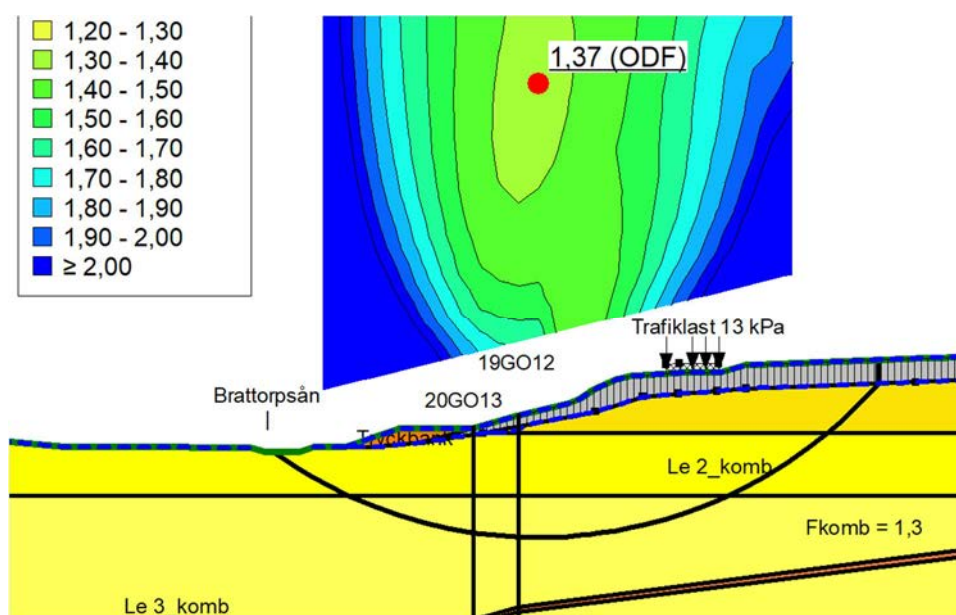 1,20 - 1,30
1,30 - 1,40
1,40 - 1,50
1,50 - 1,60
1,60 - 1,70
1,70 - 1,80
1,80 - 1,90
1,90 - 2,00
≥ 2,00
1,37 (ODF)
Trafiklast 13 kPa
19GO12
Brattorpsån
20GO13
Tryckbank
Le 2_komb
Fkomb = 1,3
Le 3_komb